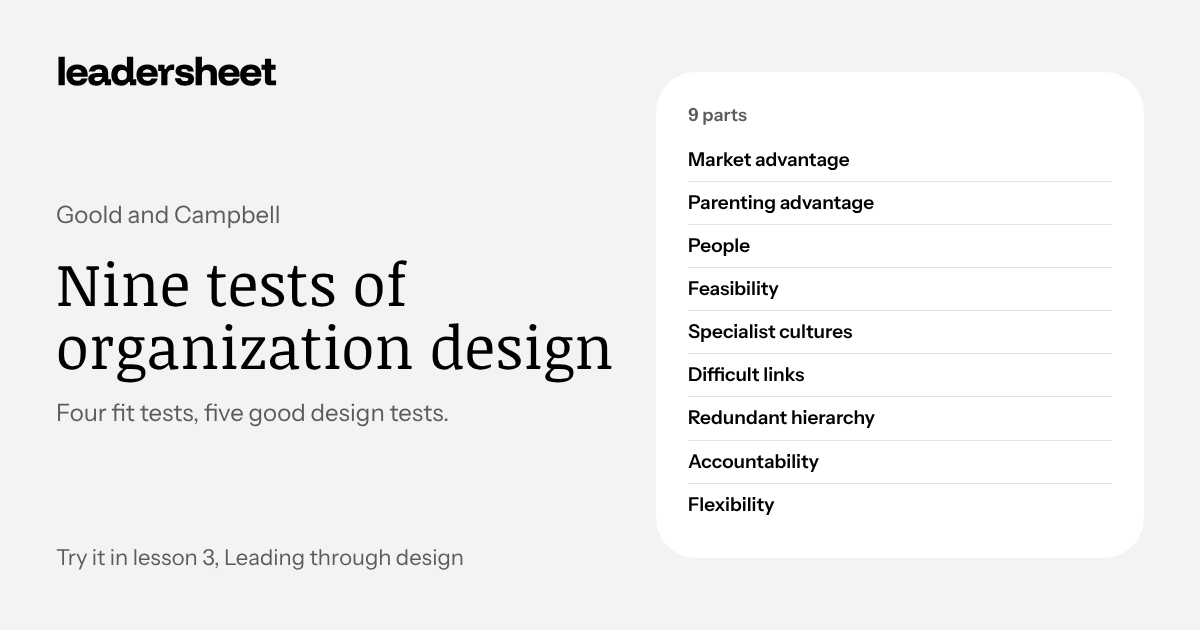 leadersheet
Goold and Campbell
Nine tests of
organization design
Four fit tests, five good design tests.
Try it in lesson 3, Leading through design
9 parts
Market advantage
Parenting advantage
People
Feasibility
Specialist cultures
Difficult links
Redundant hierarchy
Accountability
Flexibility